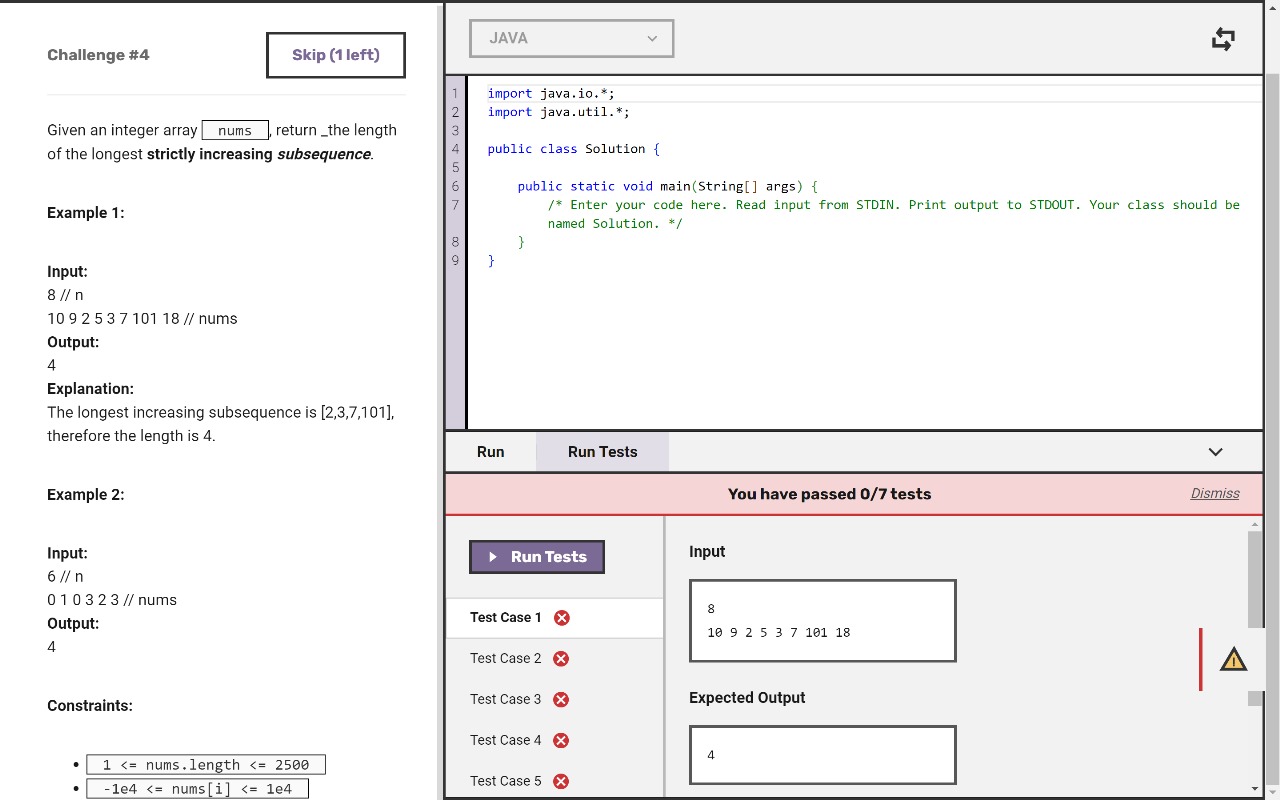 Challenge #4
Skip (1 left)
Given an integer array nums, return _the length
of the longest strictly increasing subsequence.
Example 1:
Input:
8 // n
10 9 2 5 3 7 101 18 // nums
Output:
4
Explanation:
The longest increasing subsequence is [2,3,7,101],
therefore the length is 4.
Example 2:
Input:
6 // n
0 1 0 3 2 3 // nums
Output:
4
Constraints:
1 <= nums.length <= 2500
-1e4 <= nums[i] <= 1e4
JAVA
1 import java.io.*;
2 import java.util.*;
3
4 public class Solution {
5
6 public static void main(String[] args) {
7 /* Enter your code here. Read input from STDIN. Print output to STDOUT. Your class should be
named Solution. */
8 }
9 }
Run
Run Tests
You have passed 0/7 tests
Dismiss
Run Tests
Test Case 1
Test Case 2
Test Case 3
Test Case 4
Test Case 5
Input
8
10 9 2 5 3 7 101 18
Expected Output
4